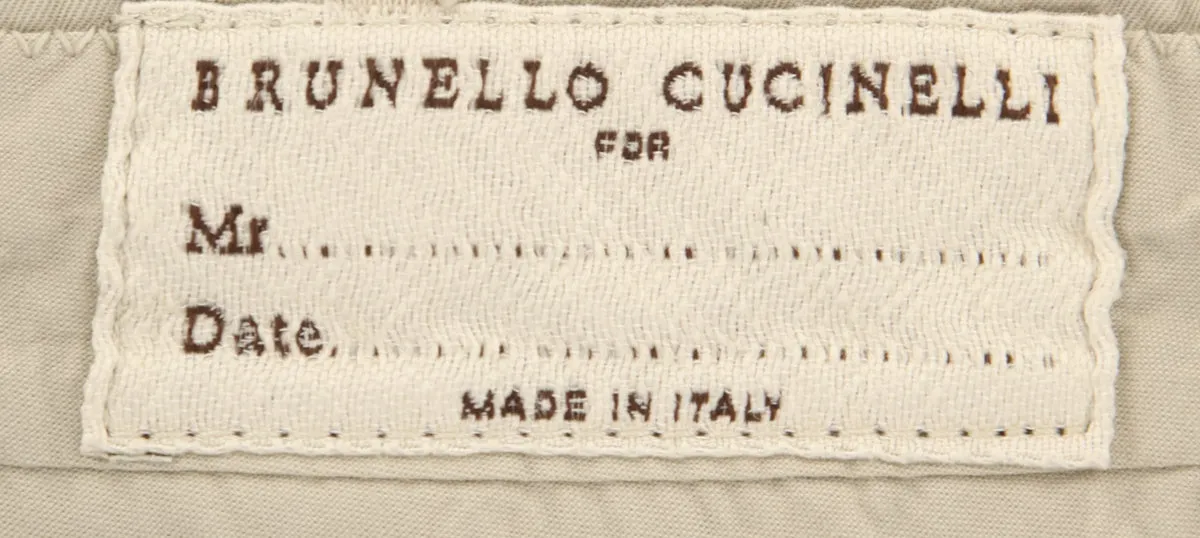 BRUNELLO CUCINELLI
FOR
Mr....................................................
Date................................................
MADE IN ITALY